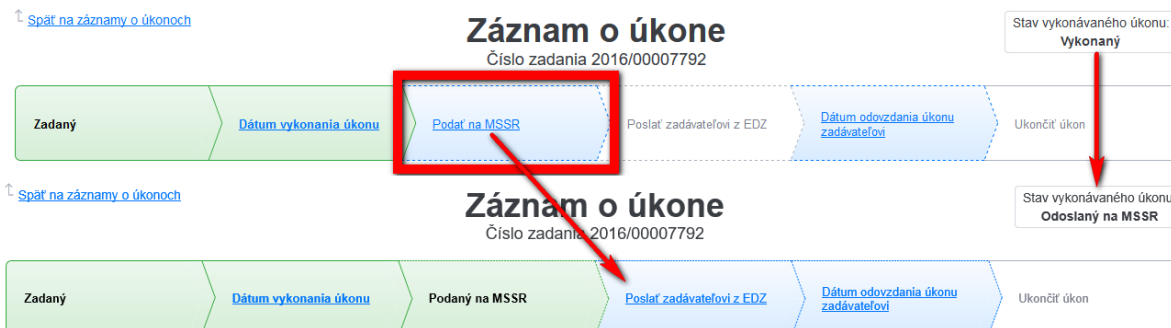 Späť na záznamy o úkonoch
Záznam o úkone
Číslo zadania 2016/00007792
Stav vykonávaného úkonu:
Vykonaný
Zadaný
Dátum vykonania úkonu
Podať na MSSR
Poslať zadávateľovi z EDZ
Dátum odovzdania úkonu
zadávateľovi
Ukončiť úkon
Späť na záznamy o úkonoch
Záznam o úkone
Číslo zadania 2016/00007792
Stav vykonávaného úkonu
Odoslaný na MSSR
Zadaný
Dátum vykonania úkonu
Podaný na MSSR
Poslať zadávateľovi z EDZ
Dátum odovzdania úkonu
zadávateľovi
Ukončiť úkon